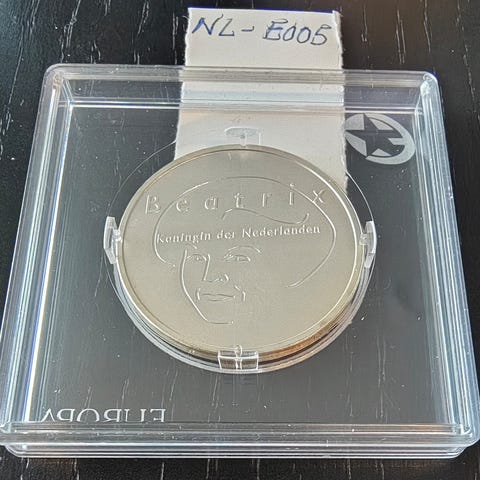 NL-E005
Beatrix
Koningin der Nederlanden
EUROPA